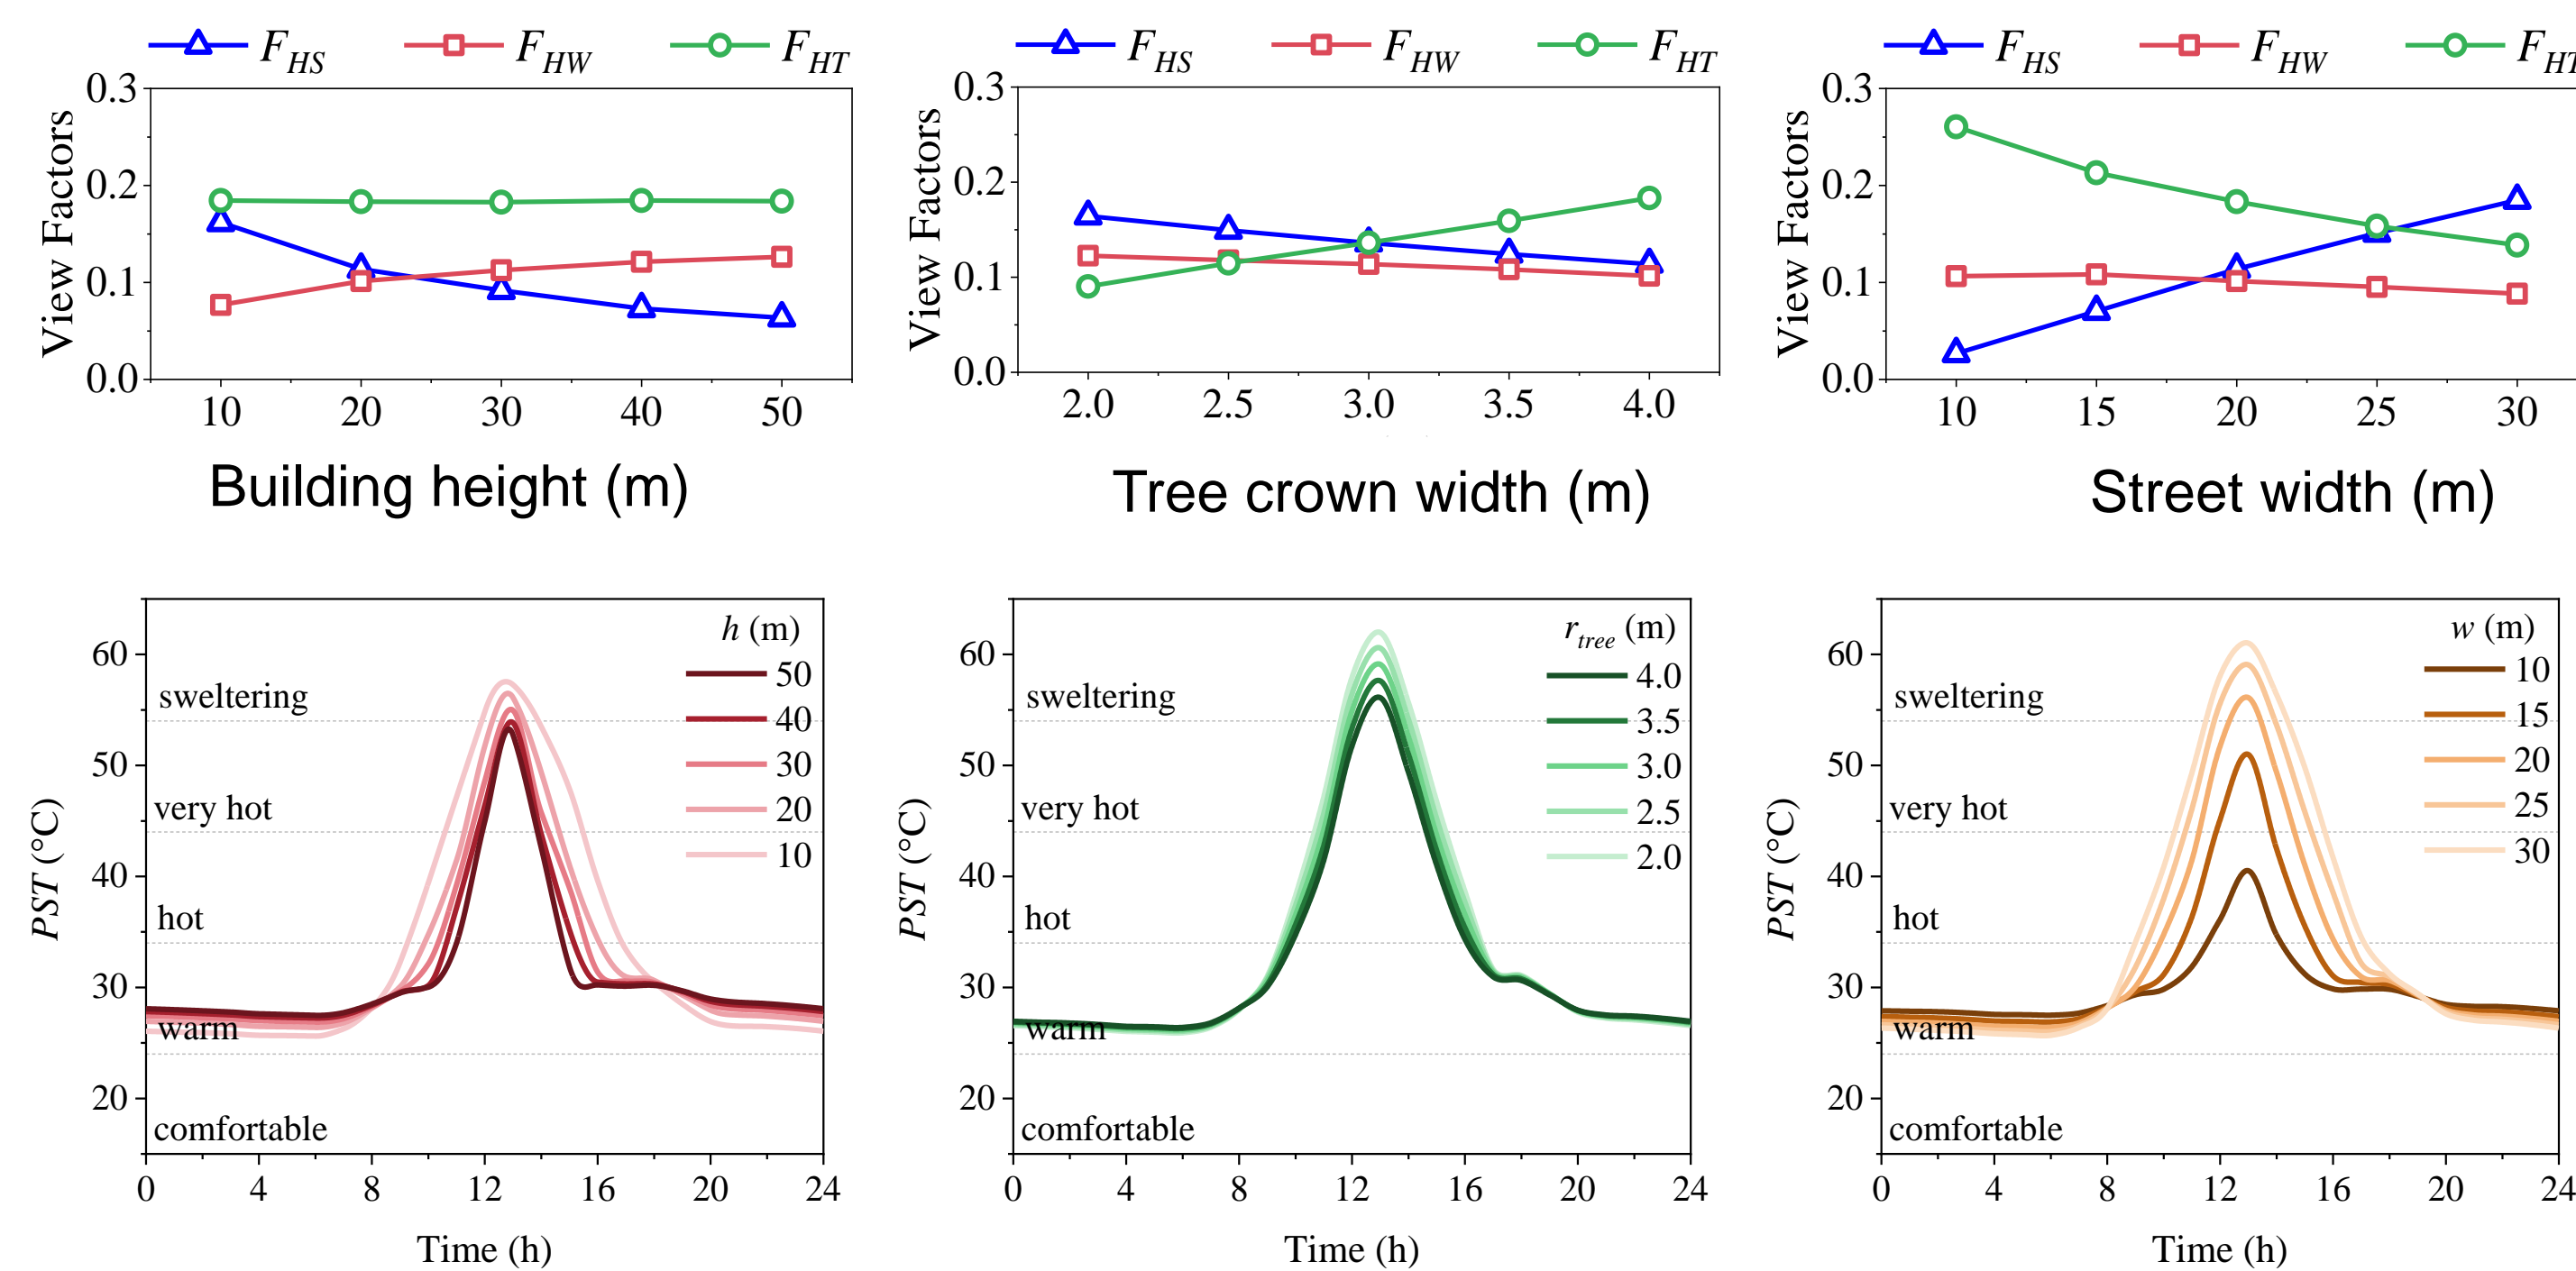 F_HS F_HW F_HT
View Factors
0.3
0.2
0.1
0.0
10 20 30 40 50
Building height (m)
F_HS F_HW F_HT
View Factors
0.3
0.2
0.1
0.0
2.0 2.5 3.0 3.5 4.0
Tree crown width (m)
F_HS F_HW F_HT
View Factors
0.3
0.2
0.1
0.0
10 15 20 25 30
Street width (m)
PST (°C)
60
50
40
30
20
sweltering
very hot
hot
warm
comfortable
h (m)
50
40
30
20
10
0 4 8 12 16 20 24
Time (h)
PST (°C)
60
50
40
30
20
sweltering
very hot
hot
warm
comfortable
r_tree (m)
4.0
3.5
3.0
2.5
2.0
0 4 8 12 16 20 24
Time (h)
PST (°C)
60
50
40
30
20
sweltering
very hot
hot
warm
comfortable
w (m)
10
15
20
25
30
0 4 8 12 16 20 24
Time (h)